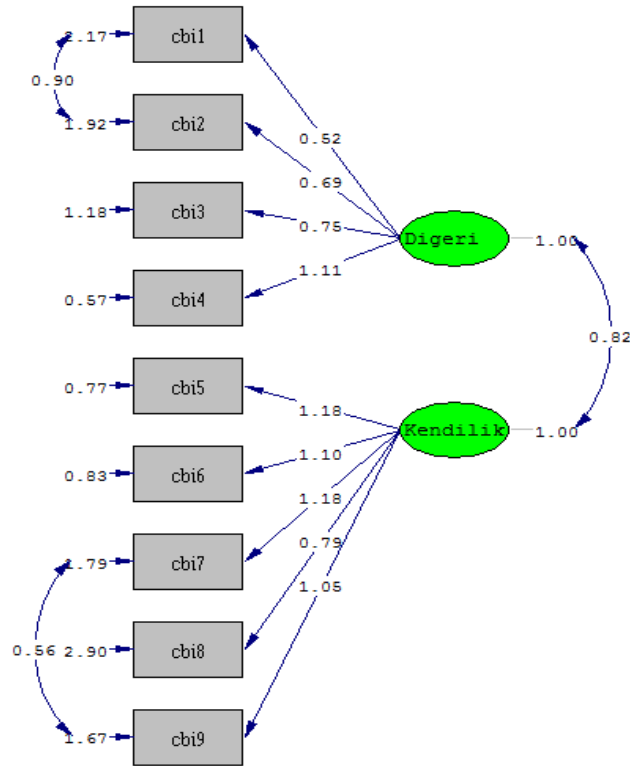 2.17 cbi1
0.90
1.92 cbi2
0.52
0.69
1.18 cbi3
0.75
Digeri 1.00
1.11
0.57 cbi4
0.82
0.77 cbi5
1.18
Kendilik 1.00
1.10
0.83 cbi6
1.18
0.79
1.79 cbi7
1.05
0.56 2.90 cbi8
1.67 cbi9